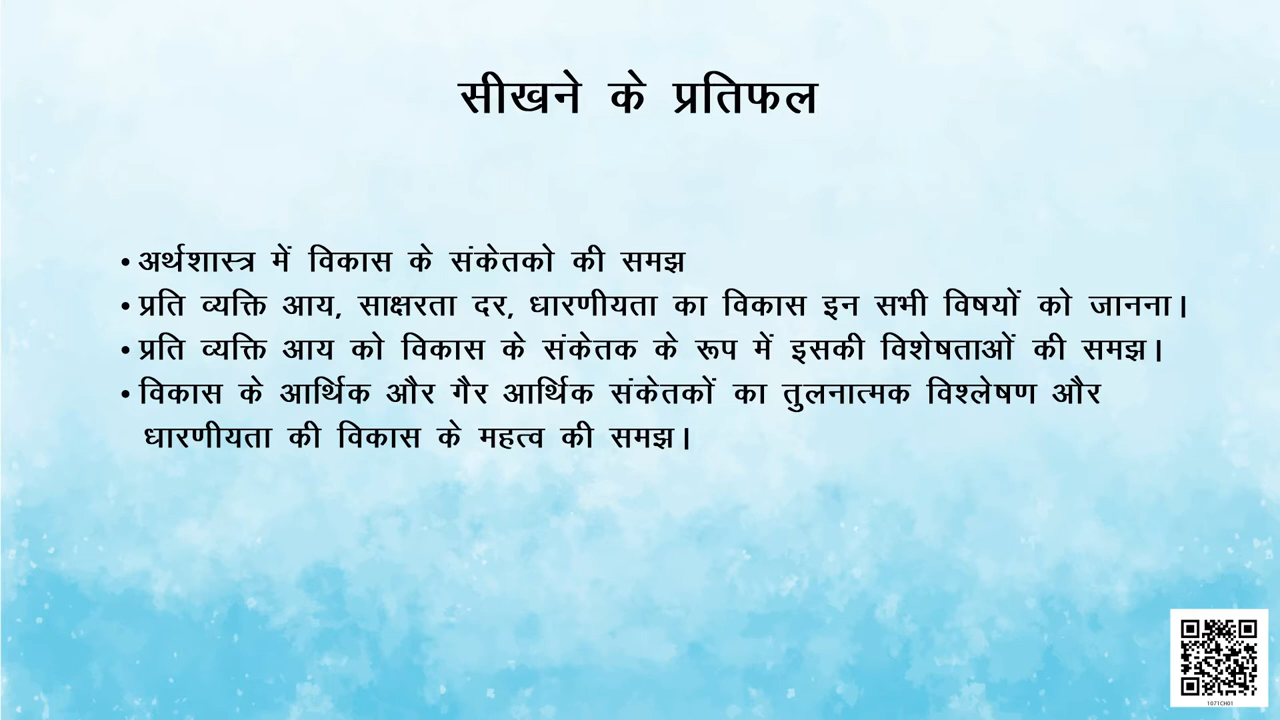 सीखने के प्रतिफल
• अर्थशास्त्र में विकास के संकेतको की समझ
• प्रति व्यक्ति आय, साक्षरता दर, धारणीयता का विकास इन सभी विषयों को जानना।
• प्रति व्यक्ति आय को विकास के संकेतक के रूप में इसकी विशेषताओं की समझ।
• विकास के आर्थिक और गैर आर्थिक संकेतकों का तुलनात्मक विश्लेषण और
धारणीयता की विकास के महत्व की समझ।
1071CH01